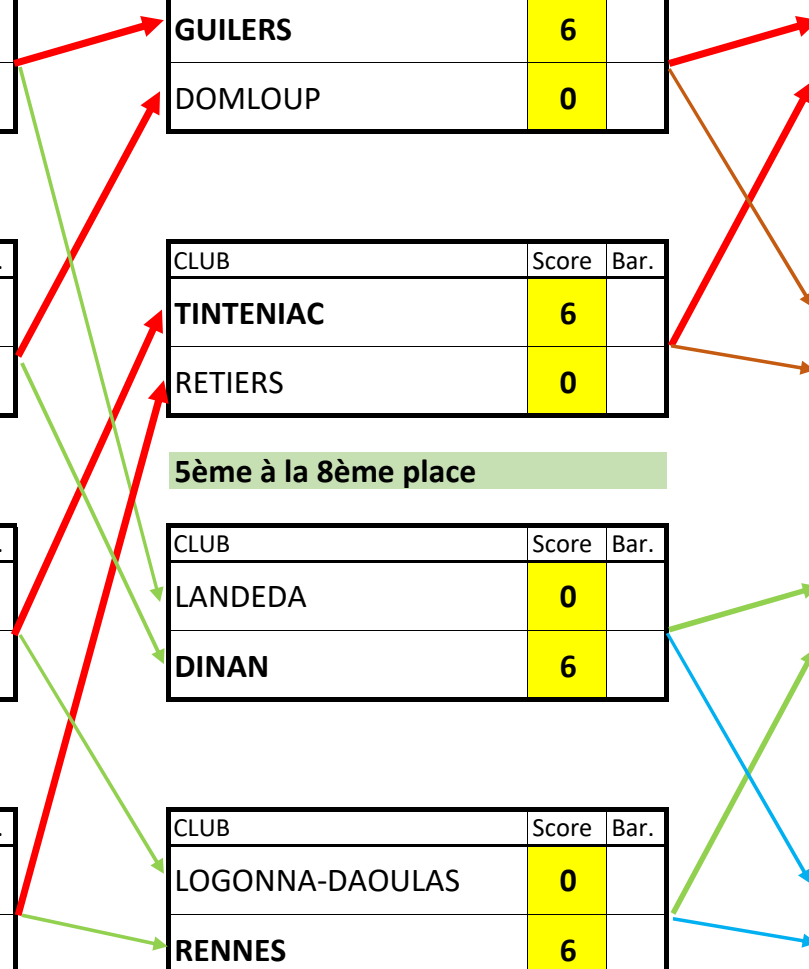 GUILERS 6
DOMLOUP 0
CLUB Score Bar.
TINTENIAC 6
RETIERS 0
5ème à la 8ème place
CLUB Score Bar.
LANDEDA 0
DINAN 6
CLUB Score Bar.
LOGONNA-DAOULAS 0
RENNES 6